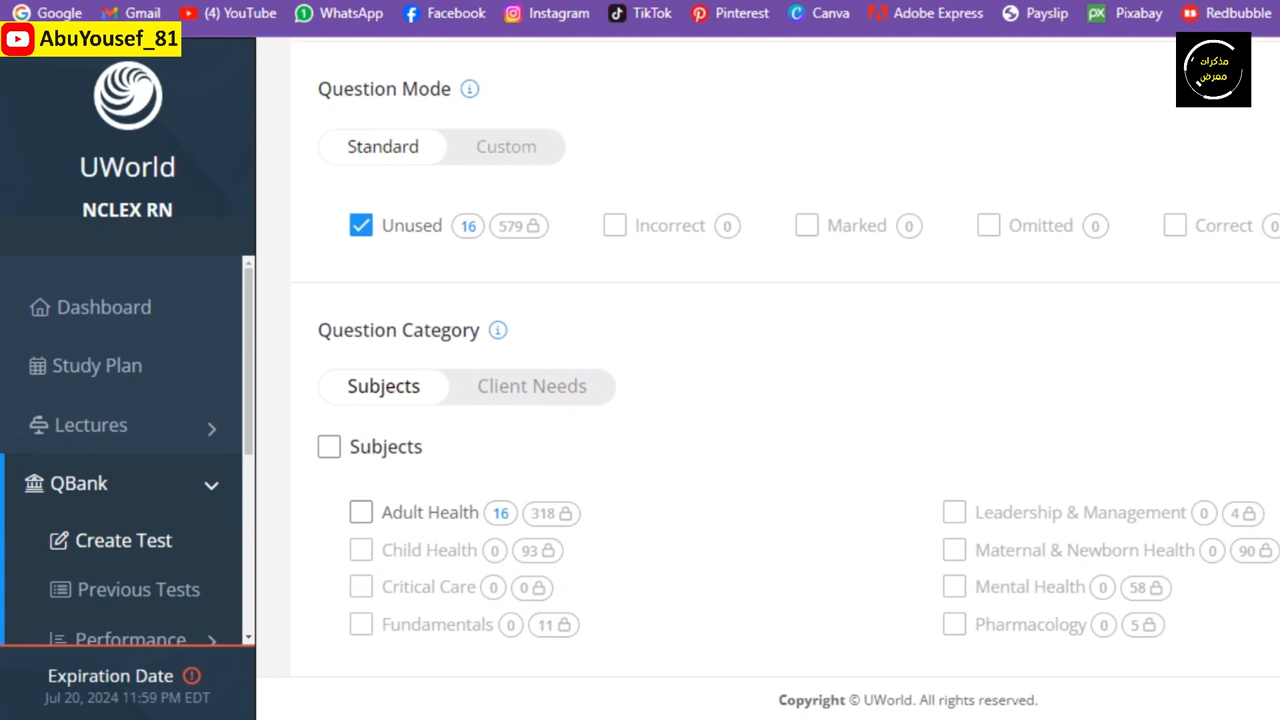 Google Gmail (4) YouTube WhatsApp Facebook Instagram TikTok Pinterest Canva Adobe Express Payslip Pixabay Redbubble
AbuYousef_81
مذكرات
ممرض
UWorld
NCLEX RN
Dashboard
Study Plan
Lectures
QBank
Create Test
Previous Tests
Performance
Expiration Date
Jul 20, 2024 11:59 PM EDT
Question Mode
Standard Custom
Unused 16 579 Incorrect 0 Marked 0 Omitted 0 Correct 0
Question Category
Subjects Client Needs
Subjects
Adult Health 16 318 Leadership & Management 0 4
Child Health 0 93 Maternal & Newborn Health 0 90
Critical Care 0 0 Mental Health 0 58
Fundamentals 0 11 Pharmacology 0 5
Copyright © UWorld. All rights reserved.